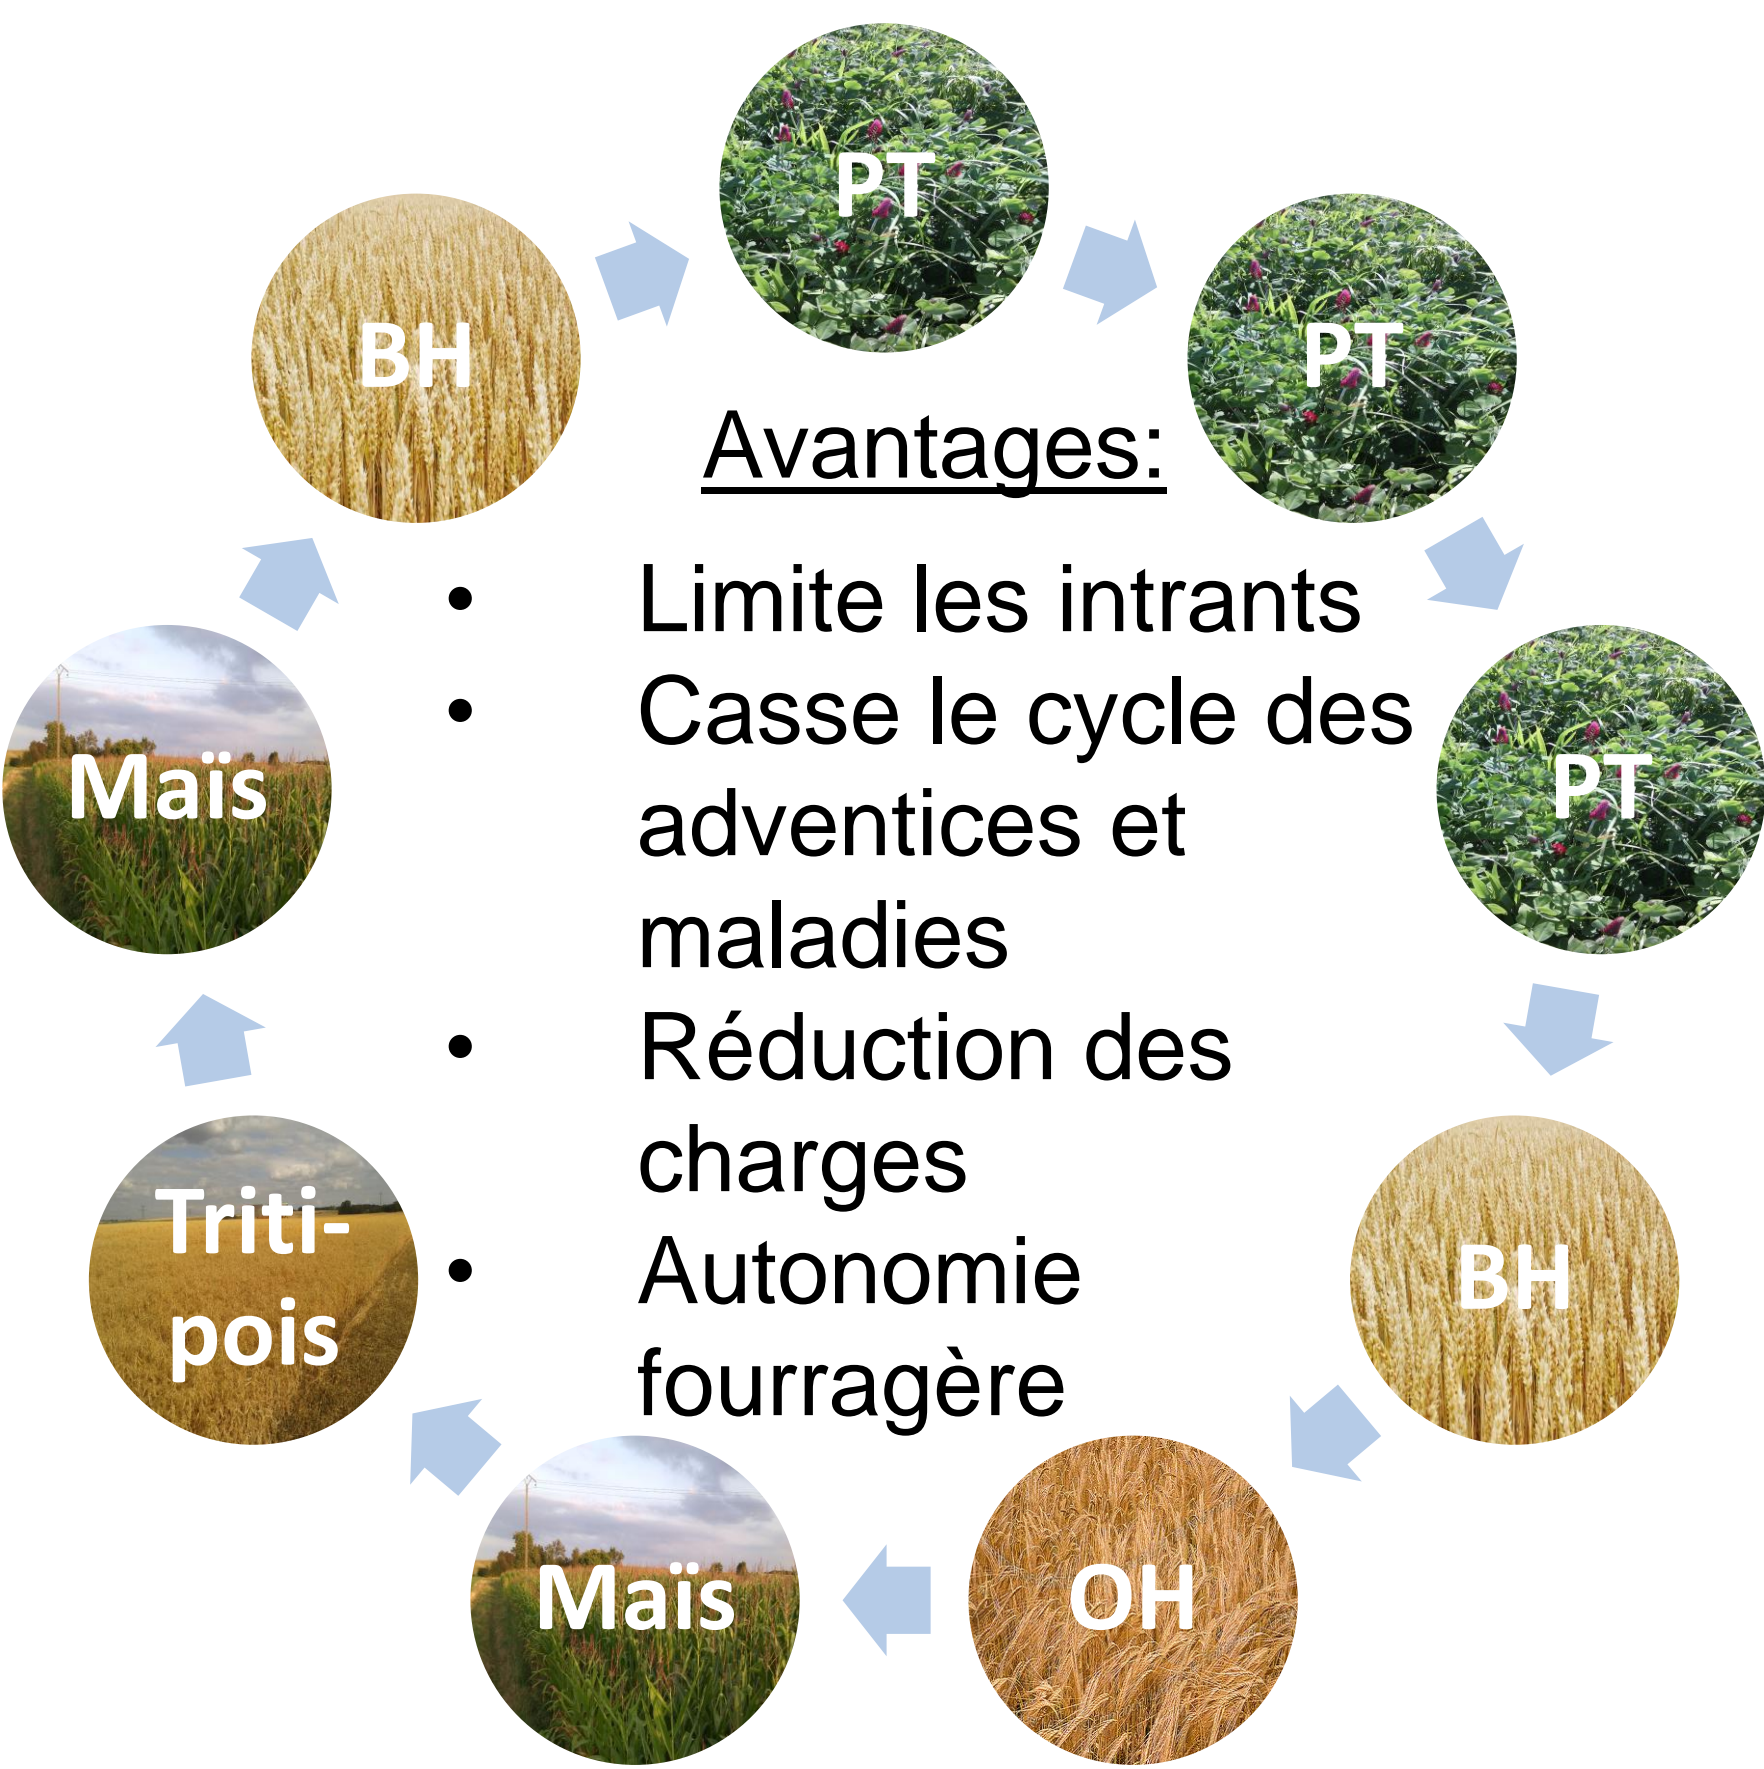 PT
PT
PT
BH
OH
Maïs
Triti-
pois
Maïs
BH
Avantages:
• Limite les intrants
• Casse le cycle des
adventices et
maladies
• Réduction des
charges
• Autonomie
fourragère